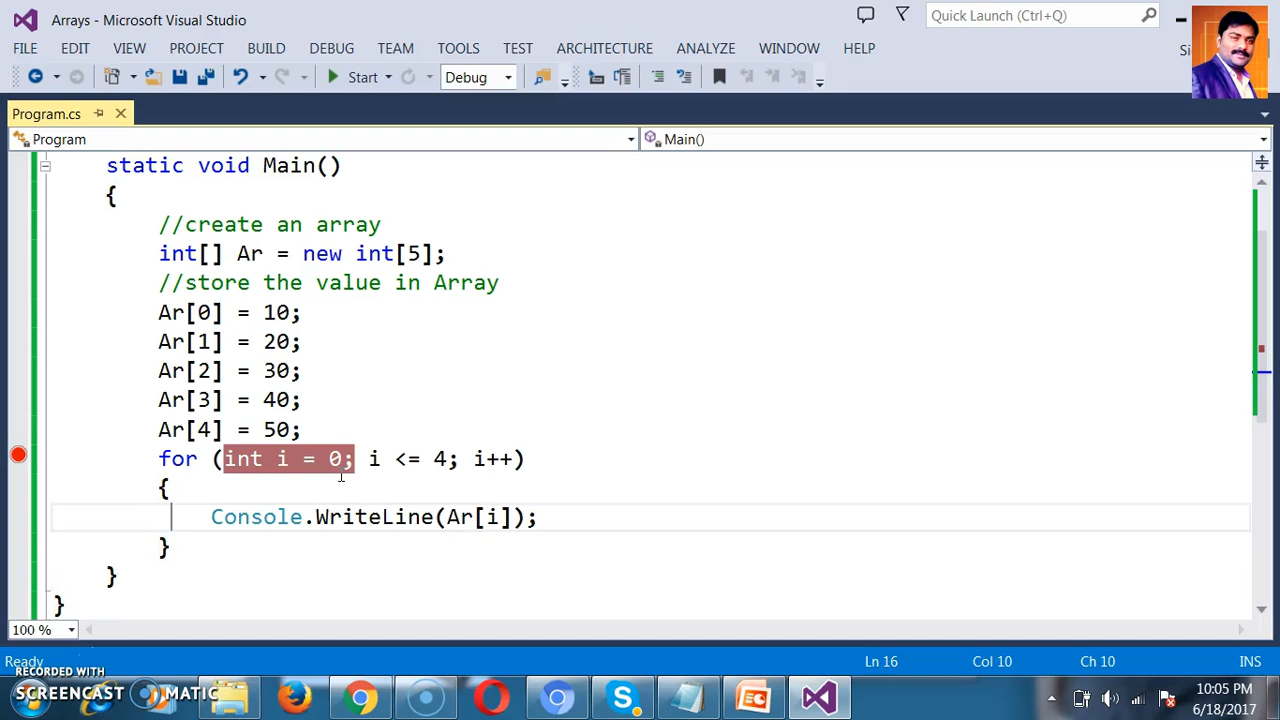 Arrays - Microsoft Visual Studio
Quick Launch (Ctrl+Q)
FILE EDIT VIEW PROJECT BUILD DEBUG TEAM TOOLS TEST ARCHITECTURE ANALYZE WINDOW HELP
Si
Start Debug
Program.cs
Program Main()
static void Main()
{
//create an array
int[] Ar = new int[5];
//store the value in Array
Ar[0] = 10;
Ar[1] = 20;
Ar[2] = 30;
Ar[3] = 40;
Ar[4] = 50;
for (int i = 0; i <= 4; i++)
{
Console.WriteLine(Ar[i]);
}
}
}
100 %
Ready Ln 16 Col 10 Ch 10 INS
RECORDED WITH
SCREENCAST MATIC
10:05 PM
6/18/2017